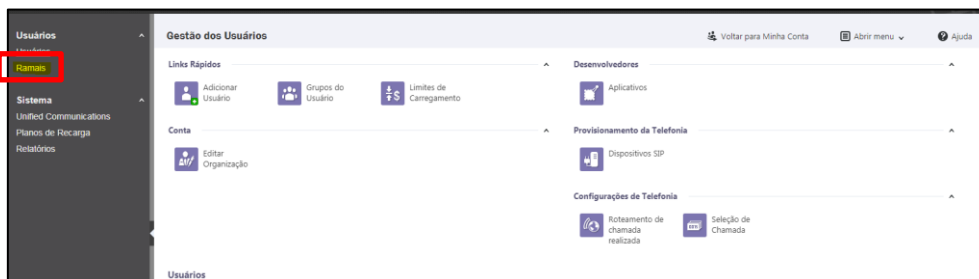 Usuários
Usuários
Ramais
Sistema
Unified Communications
Planos de Recarga
Relatórios
Gestão dos Usuários
Voltar para Minha Conta
Abrir menu
Ajuda
Links Rápidos
Adicionar
Usuário
Grupos do
Usuário
Limites de
Carregamento
Conta
Editar
Organização
Desenvolvedores
Aplicativos
Provisionamento da Telefonia
Dispositivos SIP
Configurações de Telefonia
Roteamento de
chamada
realizada
Seleção de
Chamada
Usuários